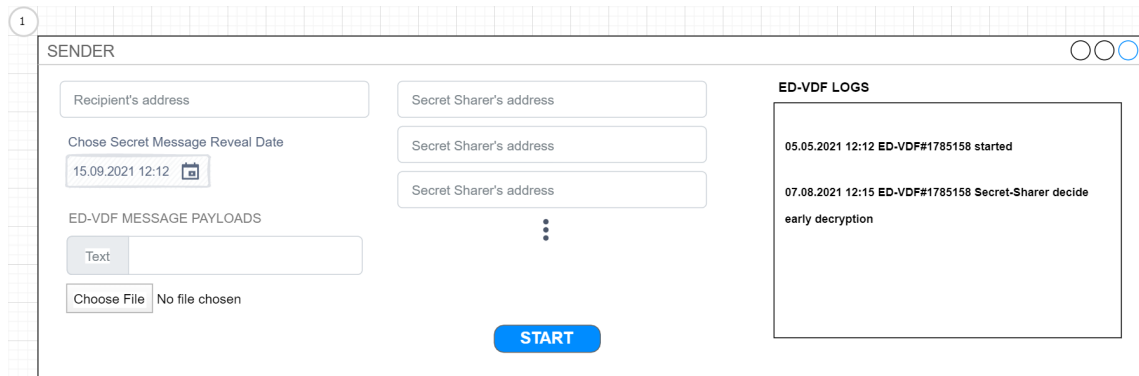 1
SENDER
Recipient's address
Chose Secret Message Reveal Date
15.09.2021 12:12
ED-VDF MESSAGE PAYLOADS
Text
Choose File No file chosen
Secret Sharer's address
Secret Sharer's address
Secret Sharer's address
START
ED-VDF LOGS
05.05.2021 12:12 ED-VDF#1785158 started
07.08.2021 12:15 ED-VDF#1785158 Secret-Sharer decide
early decryption